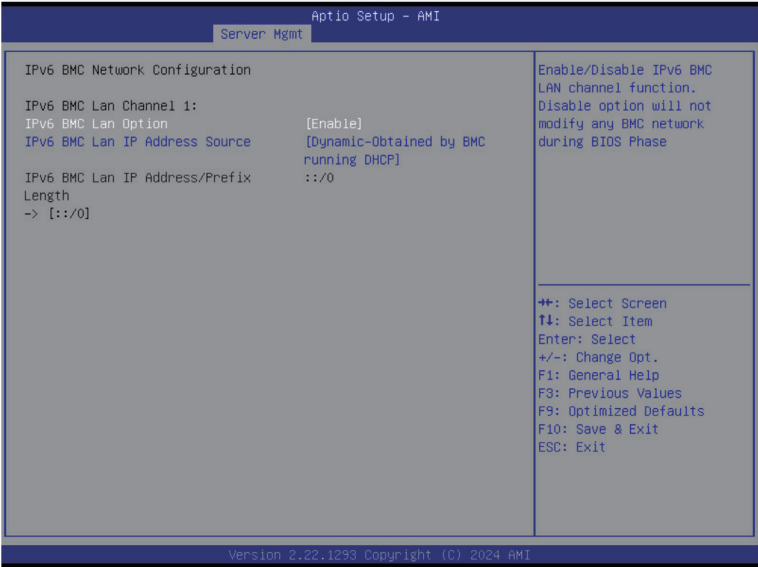 Aptio Setup – AMI
Server Mgmt
IPv6 BMC Network Configuration
IPv6 BMC Lan Channel 1:
IPv6 BMC Lan Option [Enable]
IPv6 BMC Lan IP Address Source [Dynamic-Obtained by BMC
running DHCP]
IPv6 BMC Lan IP Address/Prefix ::/0
Length
-> [::/0]
Enable/Disable IPv6 BMC
LAN channel function.
Disable option will not
modify any BMC network
during BIOS Phase
→←: Select Screen
↑↓: Select Item
Enter: Select
+/-: Change Opt.
F1: General Help
F3: Previous Values
F9: Optimized Defaults
F10: Save & Exit
ESC: Exit
Version 2.22.1293 Copyright (C) 2024 AMI